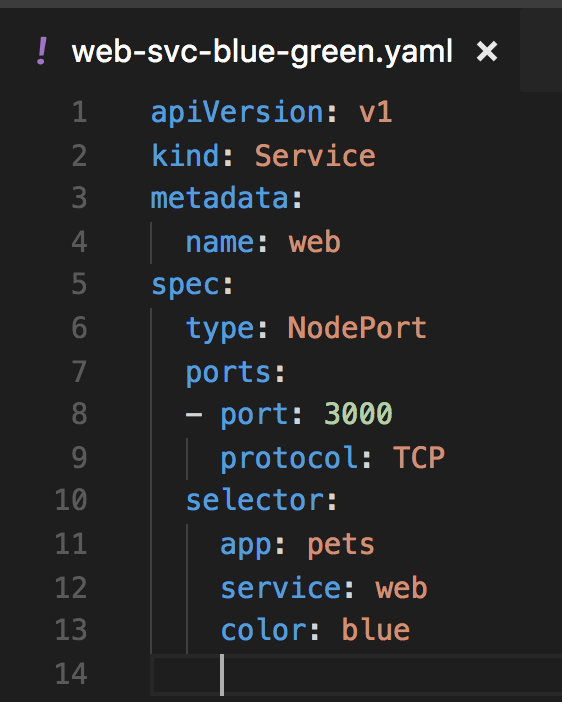 ! web-svc-blue-green.yaml ×
1 apiVersion: v1
2 kind: Service
3 metadata:
4   name: web
5 spec:
6   type: NodePort
7   ports:
8   - port: 3000
9     protocol: TCP
10   selector:
11     app: pets
12     service: web
13     color: blue
14